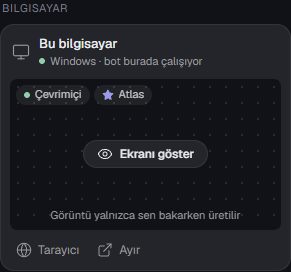 BILGISAYAR
Bu bilgisayar
Windows · bot burada çalışıyor
Çevrimiçi
Atlas
Ekranı göster
Görüntü yalnızca sen bakarken üretilir
Tarayıcı
Ayır